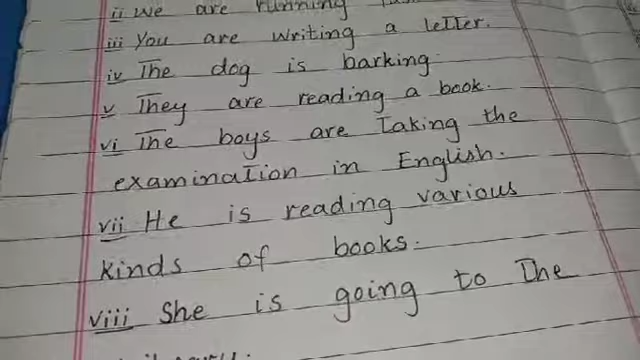 ii We are running
iii You are writing a letter.
iv The dog is barking.
v They are reading a book.
vi The boys are taking the
examination in English.
vii He is reading various
kinds of books.
viii She is going to the